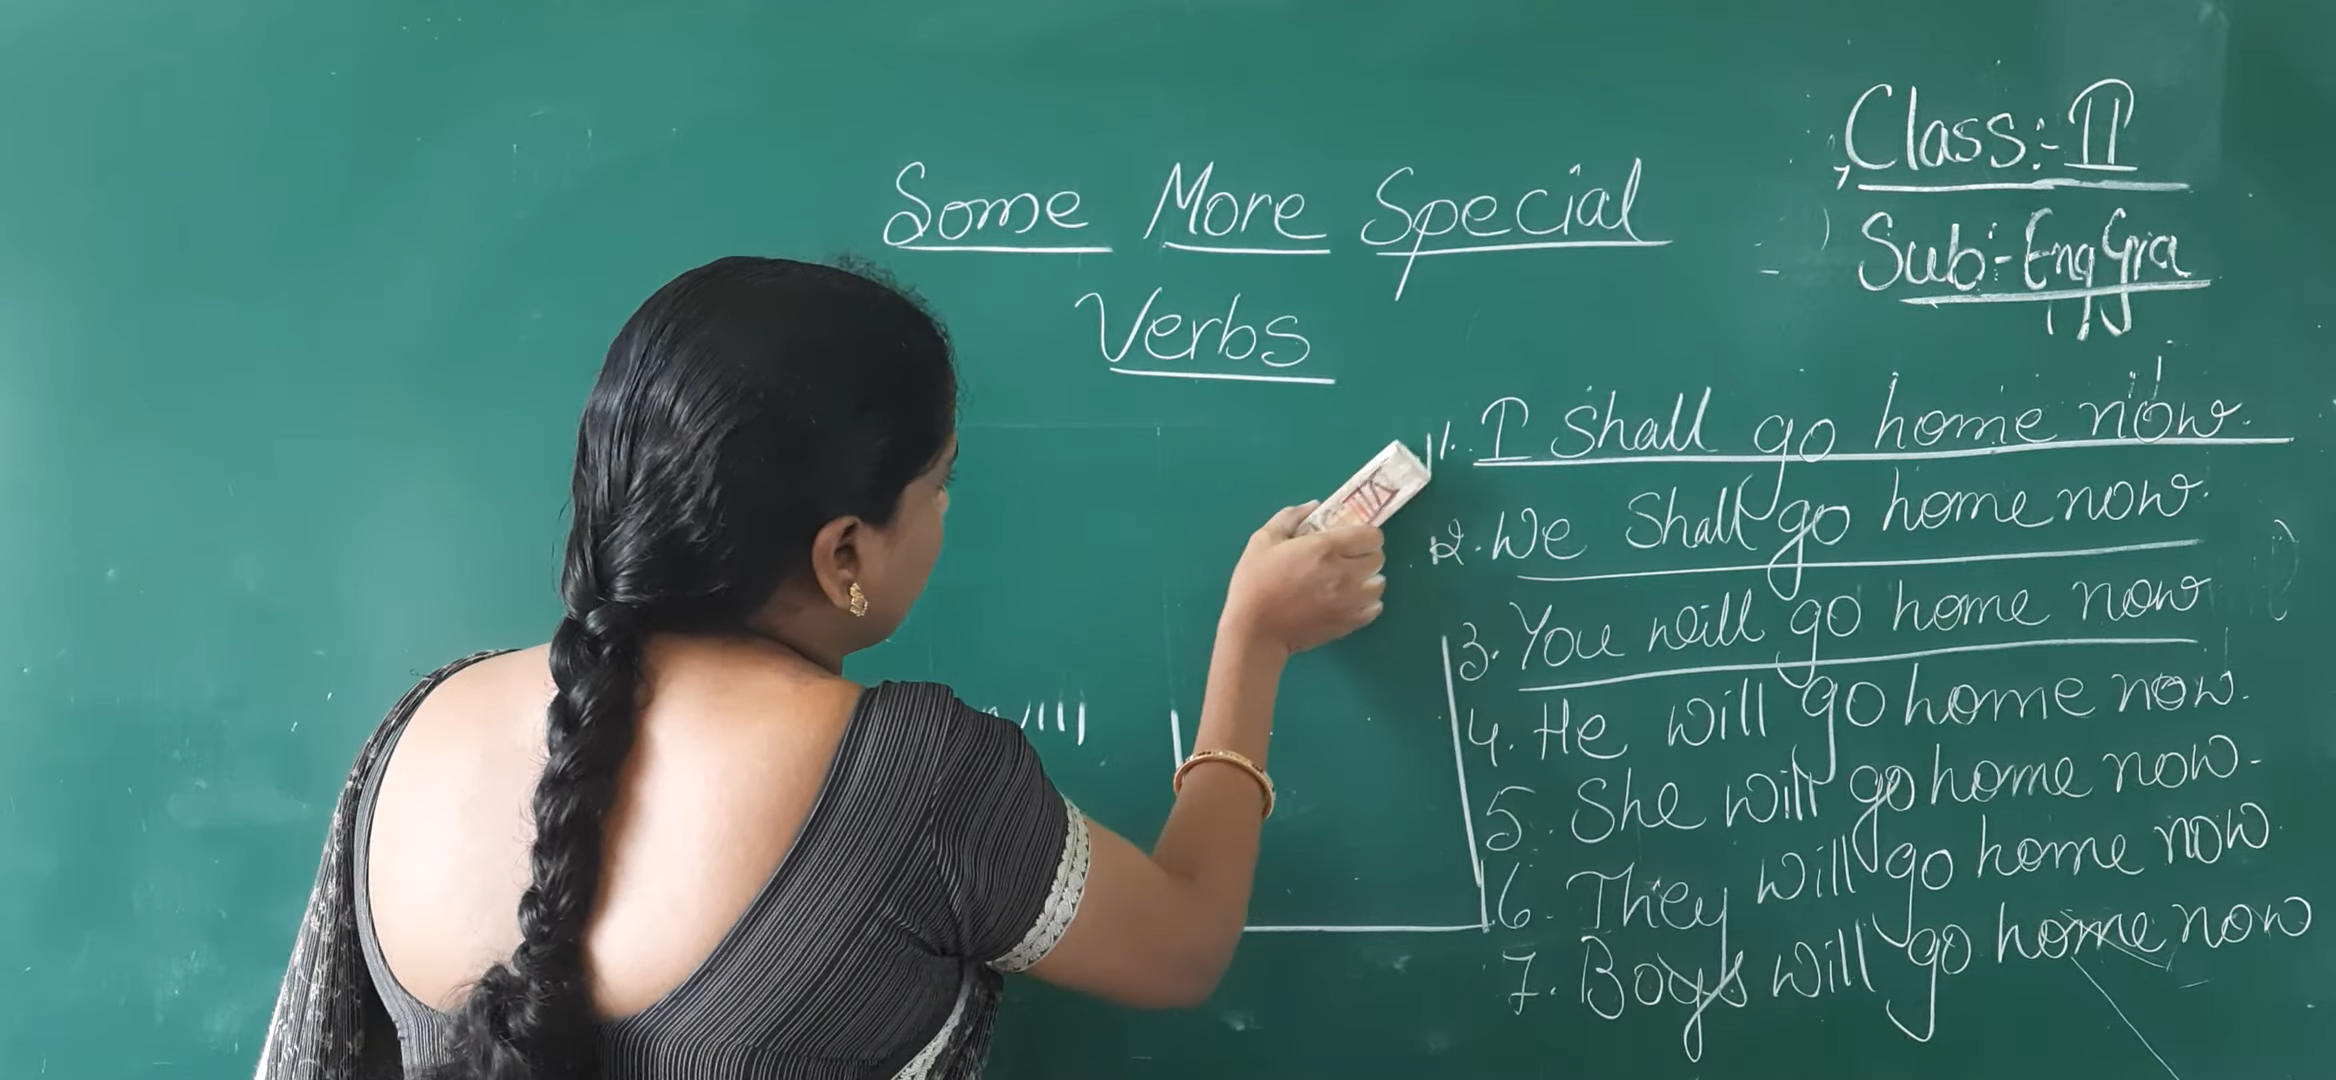 Class:- II
Sub:- Eng Gra
Some More Special
Verbs
1. I shall go home now.
2. We shall go home now.
3. You will go home now
4. He will go home now.
5. She will go home now.
6. They will go home now.
7. Boys will go home now